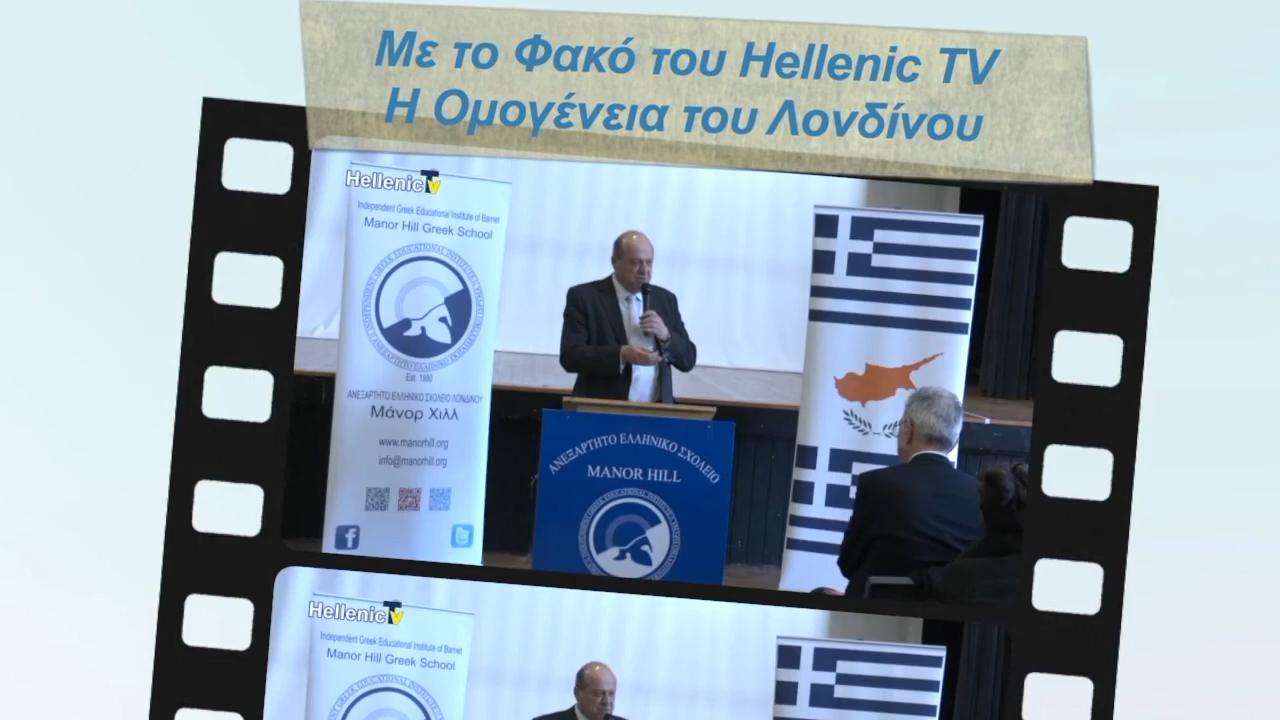 Με το Φακό του Hellenic TV
Η Ομογένεια του Λονδίνου
Hellenic TV
Independent Greek Educational Institute of Barnet
Manor Hill Greek School
Est. 1980
ΑΝΕΞΑΡΤΗΤΟ ΕΛΛΗΝΙΚΟ ΣΧΟΛΕΙΟ ΛΟΝΔΙΝΟΥ
Μάνορ Χιλλ
www.manorhill.org
info@manorhill.org
ΑΝΕΞΑΡΤΗΤΟ ΕΛΛΗΝΙΚΟ ΣΧΟΛΕΙΟ
MANOR HILL
Hellenic TV
Independent Greek Educational Institute of Barnet
Manor Hill Greek School